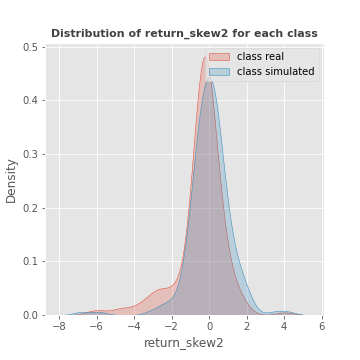 Distribution of return_skew2 for each class
class real
class simulated
Density
0.5
0.4
0.3
0.2
0.1
0.0
−8 −6 −4 −2 0 2 4 6
return_skew2